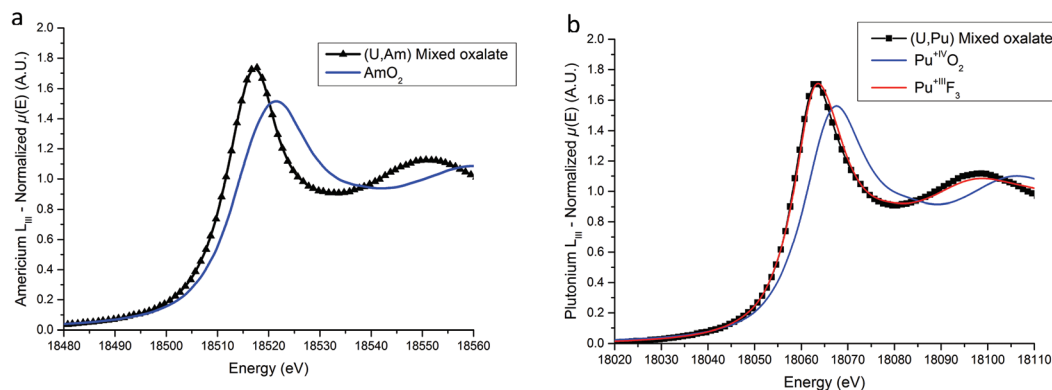 a
Americium L_III - Normalized μ(E) (A.U.)
2.0
1.8
1.6
1.4
1.2
1.0
0.8
0.6
0.4
0.2
0.0
(U,Am) Mixed oxalate
AmO₂
18480 18490 18500 18510 18520 18530 18540 18550 18560
Energy (eV)
b
Plutonium L_III - Normalized μ(E) (A.U.)
2.0
1.8
1.6
1.4
1.2
1.0
0.8
0.6
0.4
0.2
0.0
(U,Pu) Mixed oxalate
Pu⁺ᴵⱽO₂
Pu⁺ᴵᴵᴵF₃
18020 18030 18040 18050 18060 18070 18080 18090 18100 18110
Energy (eV)